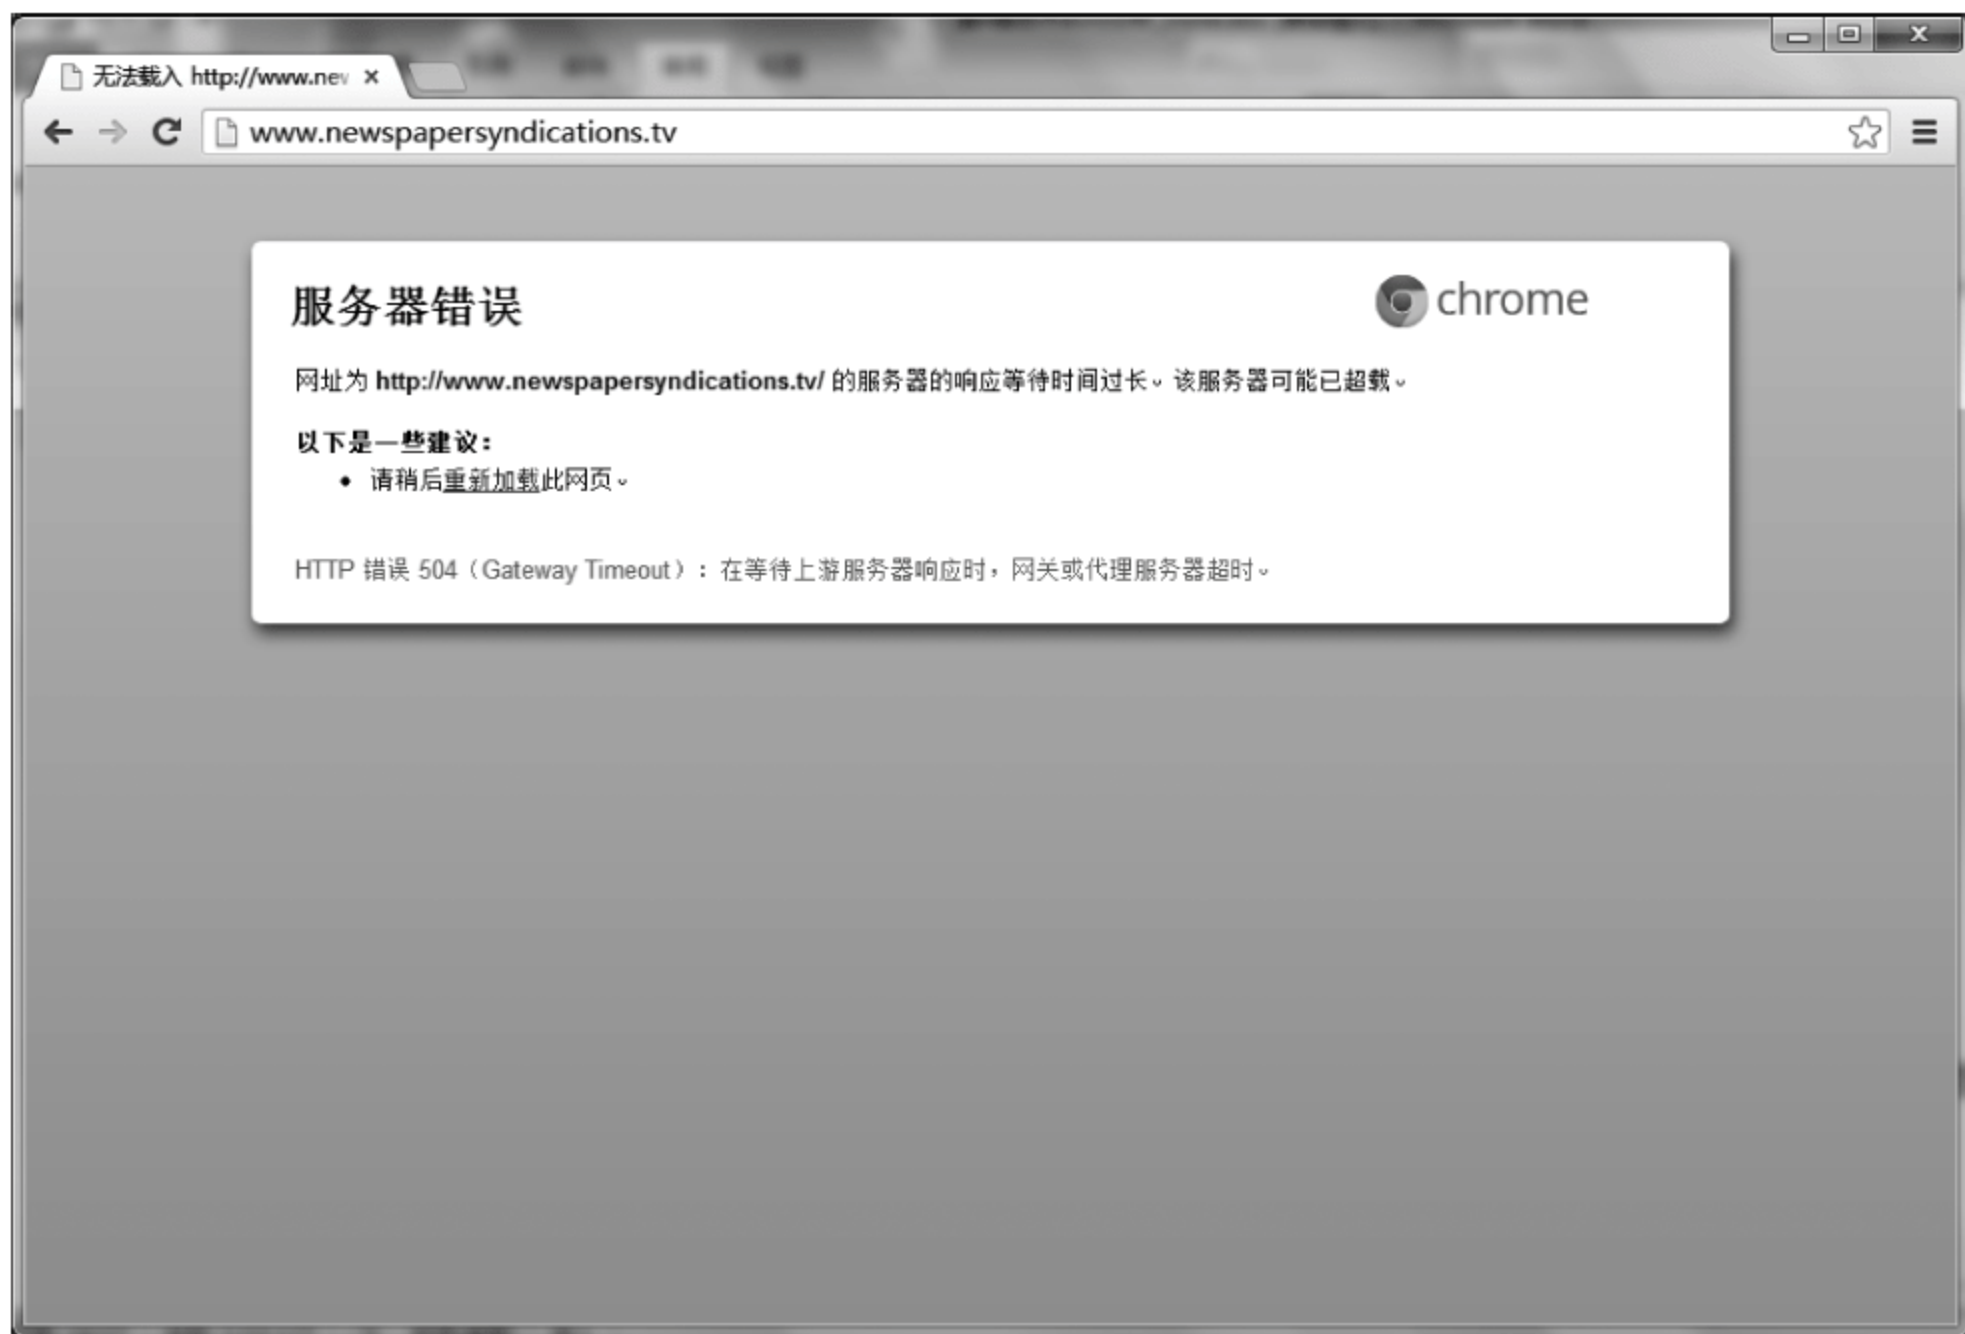 无法载入 http://www.nev
www.newspapersyndications.tv
服务器错误
chrome
网址为 http://www.newspapersyndications.tv/ 的服务器的响应等待时间过长。该服务器可能已超载。
以下是一些建议：
• 请稍后重新加载此网页。
HTTP 错误 504（Gateway Timeout）：在等待上游服务器响应时，网关或代理服务器超时。